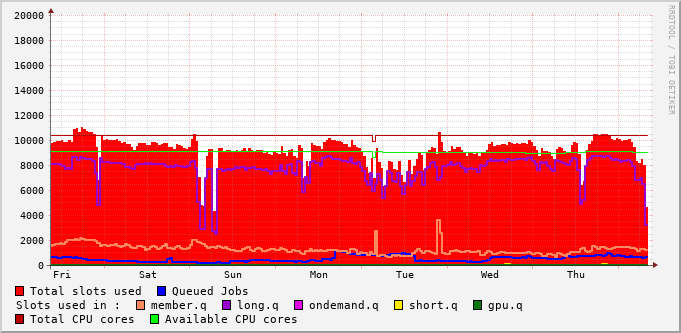 RRDTOOL / TOBI OETIKER
20000
18000
16000
14000
12000
10000
8000
6000
4000
2000
0
Fri Sat Sun Mon Tue Wed Thu
Total slots used Queued Jobs
Slots used in : member.q long.q ondemand.q short.q gpu.q
Total CPU cores Available CPU cores